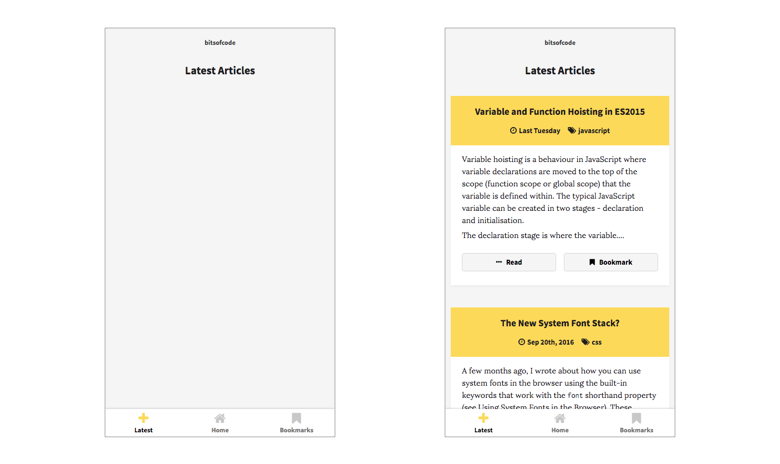 bitsofcode
Latest Articles
Latest
Home
Bookmarks
bitsofcode
Latest Articles
Variable and Function Hoisting in ES2015
Last Tuesday javascript
Variable hoisting is a behaviour in JavaScript where
variable declarations are moved to the top of the
scope (function scope or global scope) that the
variable is defined within. The typical JavaScript
variable can be created in two stages - declaration
and initialisation.
The declaration stage is where the variable....
Read
Bookmark
The New System Font Stack?
Sep 20th, 2016 css
A few months ago, I wrote about how you can use
system fonts in the browser using the built-in
keywords that work with the font shorthand property
(see Using System Fonts in the Browser). These
Latest
Home
Bookmarks